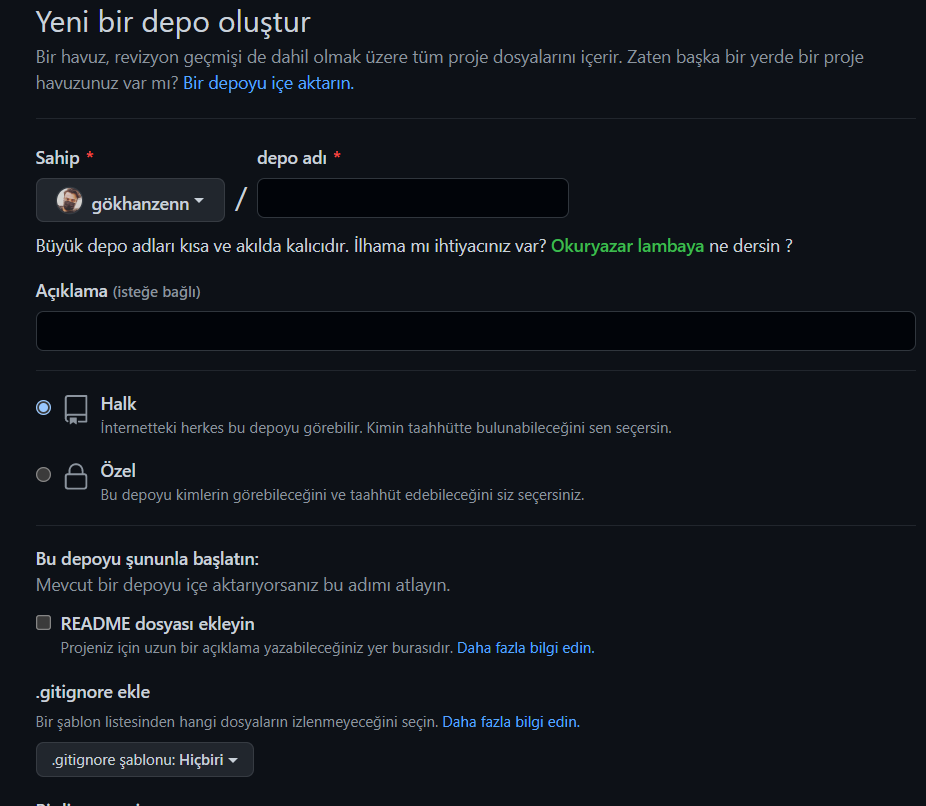 Yeni bir depo oluştur
Bir havuz, revizyon geçmişi de dahil olmak üzere tüm proje dosyalarını içerir. Zaten başka bir yerde bir proje
havuzunuz var mı? Bir depoyu içe aktarın.
Sahip * depo adı *
gökhanzenn /
Büyük depo adları kısa ve akılda kalıcıdır. İlhama mı ihtiyacınız var? Okuryazar lambaya ne dersin ?
Açıklama (isteğe bağlı)
Halk
İnternetteki herkes bu depoyu görebilir. Kimin taahhütte bulunabileceğini sen seçersin.
Özel
Bu depoyu kimlerin görebileceğini ve taahhüt edebileceğini siz seçersiniz.
Bu depoyu şununla başlatın:
Mevcut bir depoyu içe aktarıyorsanız bu adımı atlayın.
README dosyası ekleyin
Projeniz için uzun bir açıklama yazabileceğiniz yer burasıdır. Daha fazla bilgi edin.
.gitignore ekle
Bir şablon listesinden hangi dosyaların izlenmeyeceğini seçin. Daha fazla bilgi edin.
.gitignore şablonu: Hiçbiri